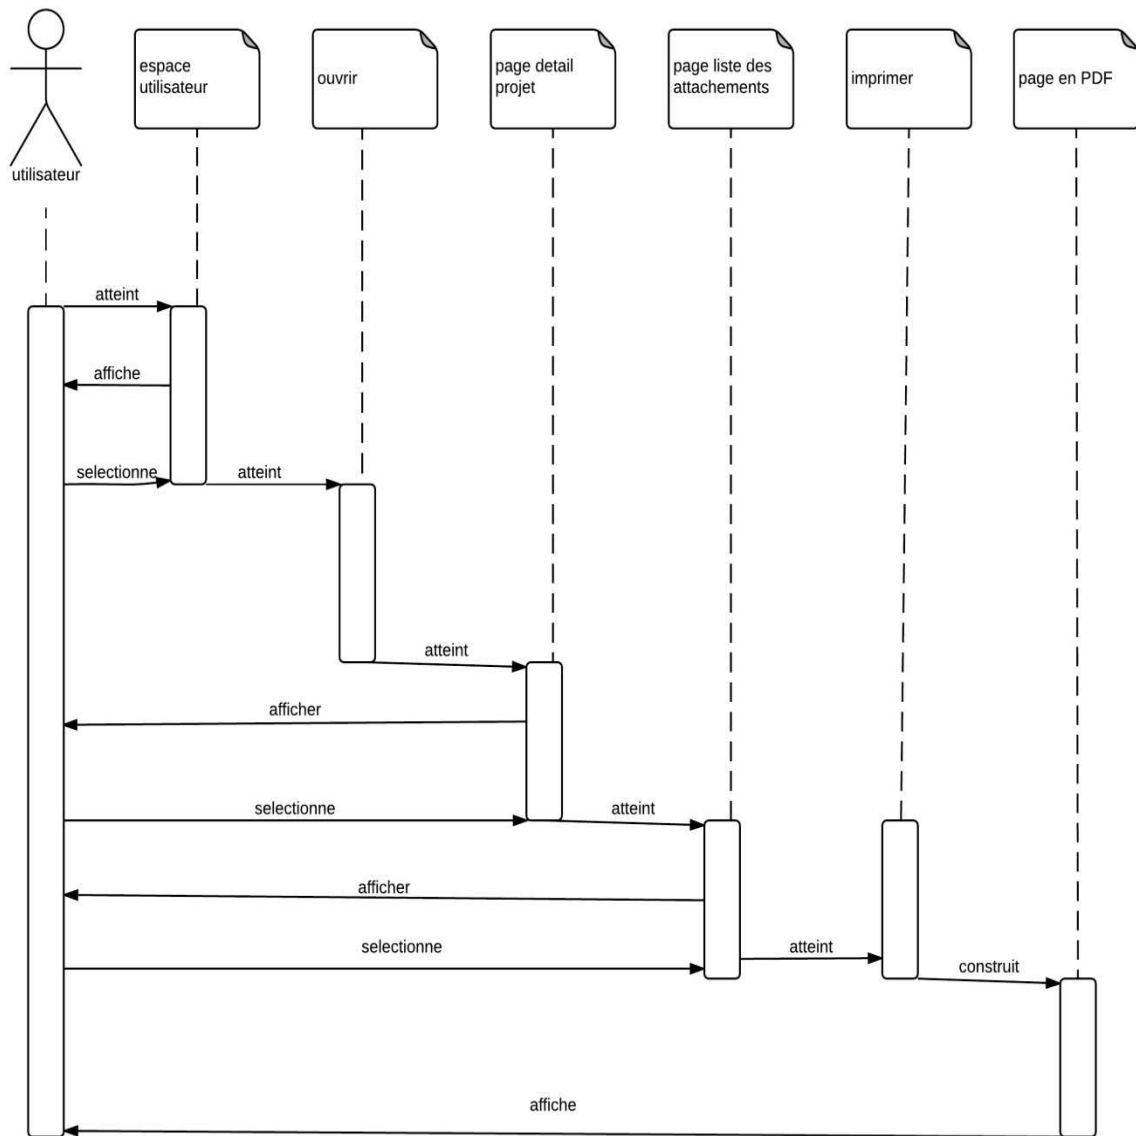 espace
utilisateur
ouvrir
page detail
projet
page liste des
attachements
imprimer
page en PDF
utilisateur
atteint
affiche
selectionne
atteint
atteint
afficher
selectionne
atteint
afficher
selectionne
atteint
construit
affiche